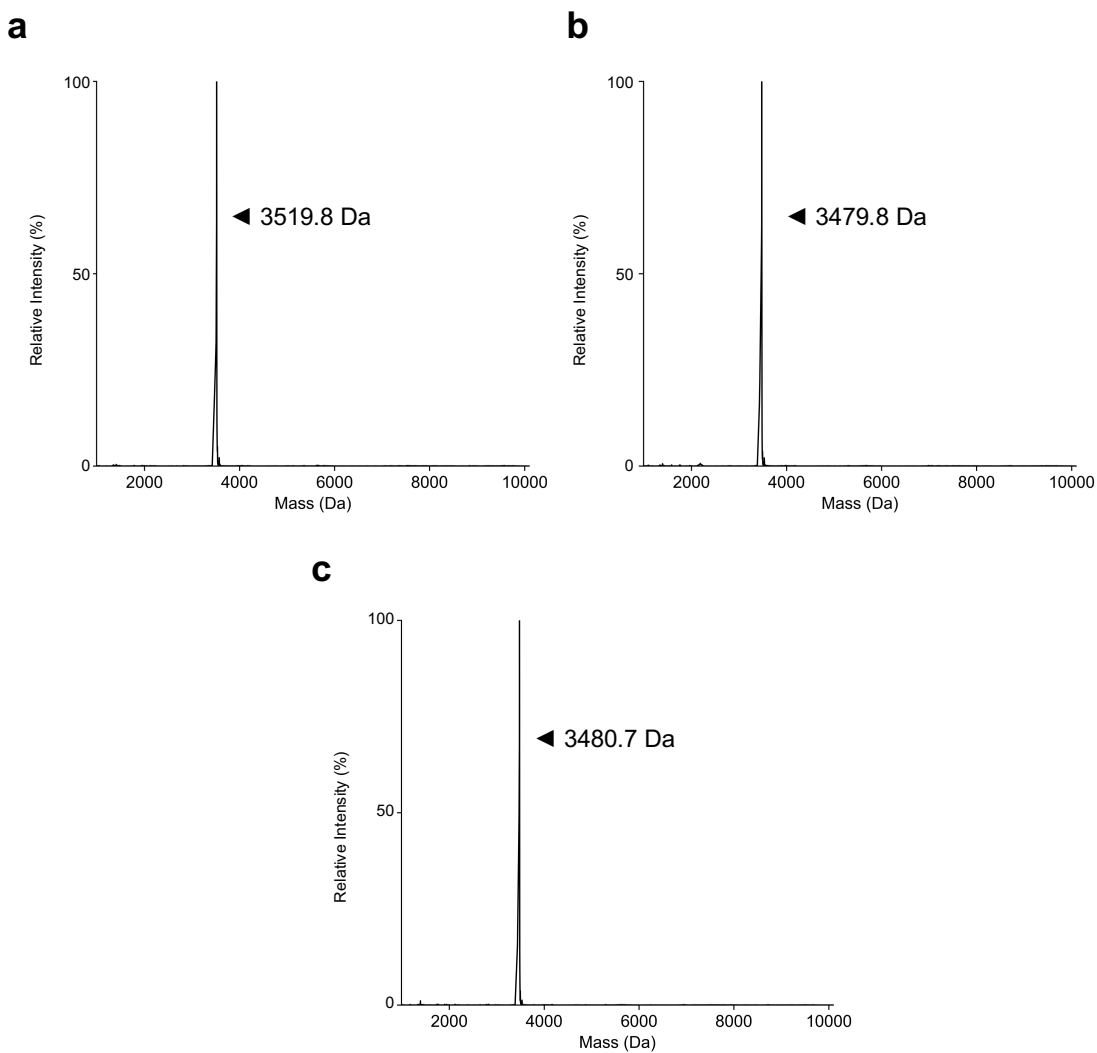 a
100
50
0
Relative Intensity (%)
◄ 3519.8 Da
2000 4000 6000 8000 10000
Mass (Da)
b
100
50
0
Relative Intensity (%)
◄ 3479.8 Da
2000 4000 6000 8000 10000
Mass (Da)
c
100
50
0
Relative Intensity (%)
◄ 3480.7 Da
2000 4000 6000 8000 10000
Mass (Da)